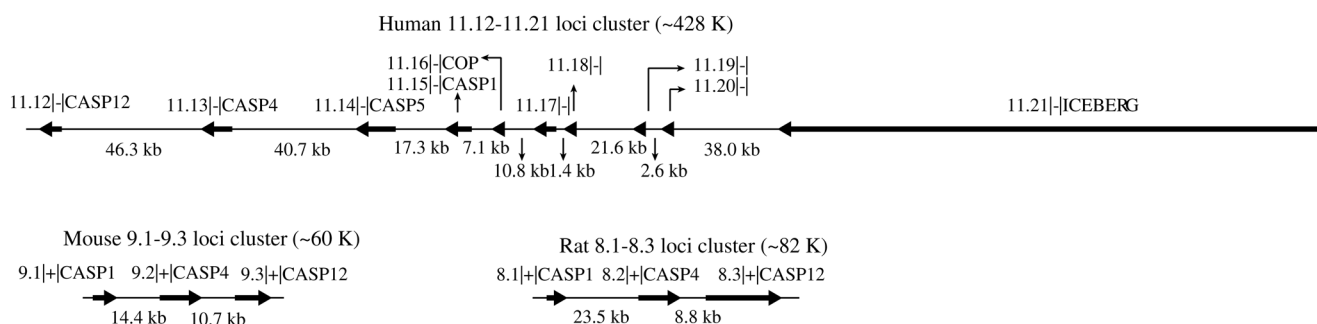 Human 11.12-11.21 loci cluster (~428 K)
11.16|-|COP
11.18|-|
11.19|-|
11.15|-|CASP1
11.20|-|
11.12|-|CASP12
11.13|-|CASP4
11.14|-|CASP5
11.17|-|
11.21|-|ICEBERG
46.3 kb
40.7 kb
17.3 kb
7.1 kb
21.6 kb
38.0 kb
10.8 kb
1.4 kb
2.6 kb
Mouse 9.1-9.3 loci cluster (~60 K)
9.1|+|CASP1
9.2|+|CASP4
9.3|+|CASP12
14.4 kb
10.7 kb
Rat 8.1-8.3 loci cluster (~82 K)
8.1|+|CASP1
8.2|+|CASP4
8.3|+|CASP12
23.5 kb
8.8 kb